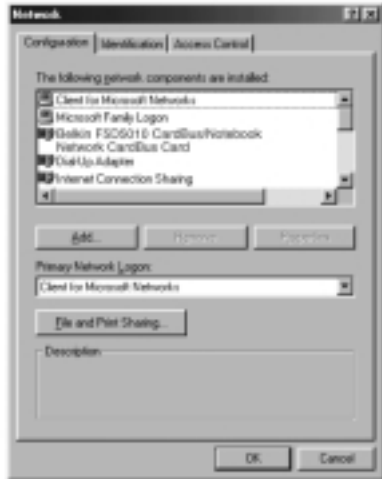 Network
Configuration
Identification
Access Control
The following network components are installed:
Client for Microsoft Networks
Microsoft Family Logon
Belkin F5D5010 CardBus/Notebook
Network CardBus Card
Dial-Up Adapter
Internet Connection Sharing
Add...
Remove
Properties
Primary Network Logon:
Client for Microsoft Networks
File and Print Sharing...
Description
OK
Cancel